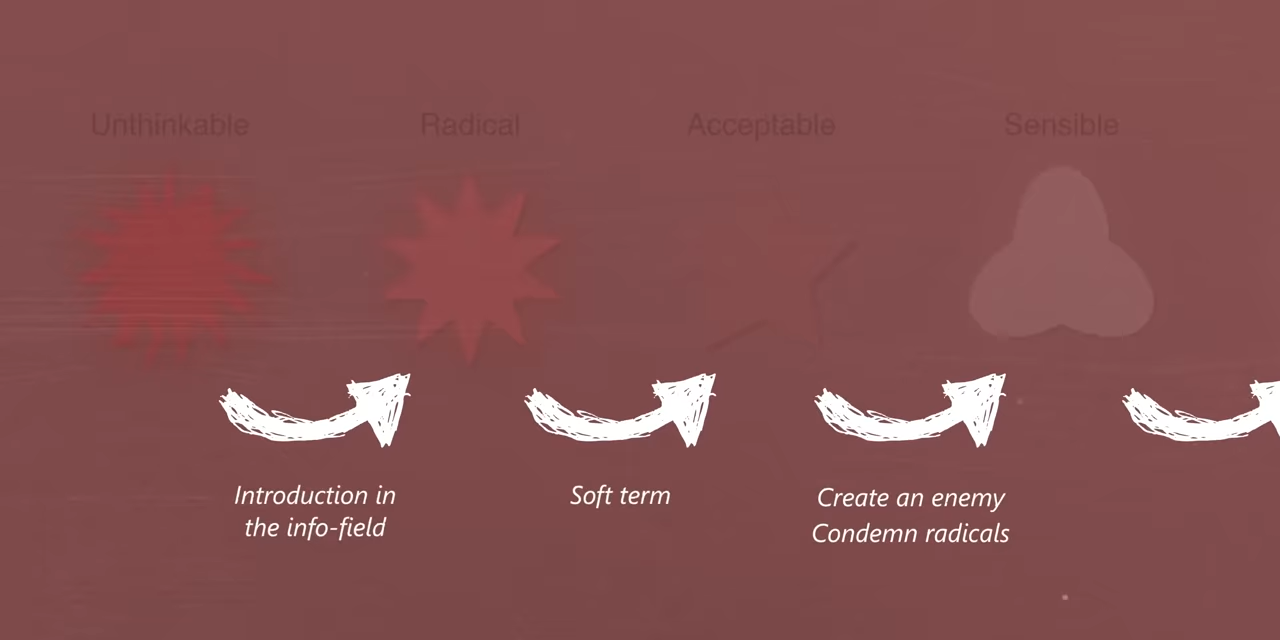 Unthinkable
Radical
Acceptable
Sensible
Introduction in
the info-field
Soft term
Create an enemy
Condemn radicals